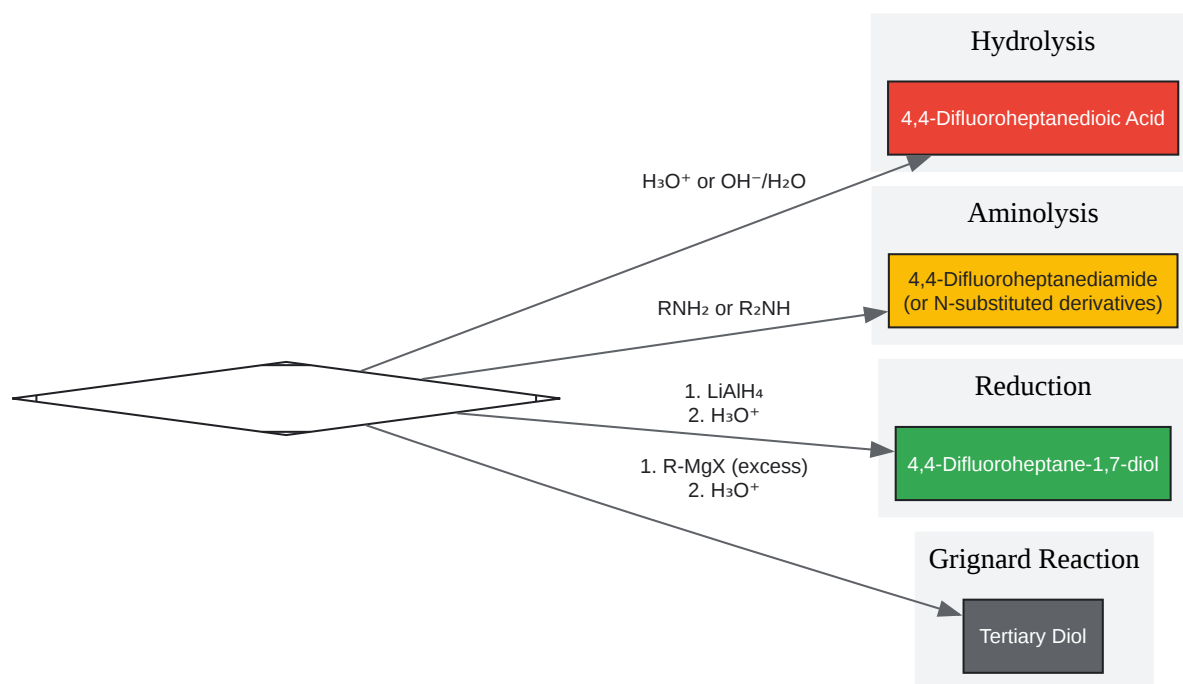 Hydrolysis
4,4-Difluoroheptanedioic Acid
H₃O⁺ or OH⁻/H₂O
Aminolysis
4,4-Difluoroheptanediamide
(or N-substituted derivatives)
RNH₂ or R₂NH
Reduction
1. LiAlH₄
2. H₃O⁺
4,4-Difluoroheptane-1,7-diol
1. R-MgX (excess)
2. H₃O⁺
Grignard Reaction
Tertiary Diol